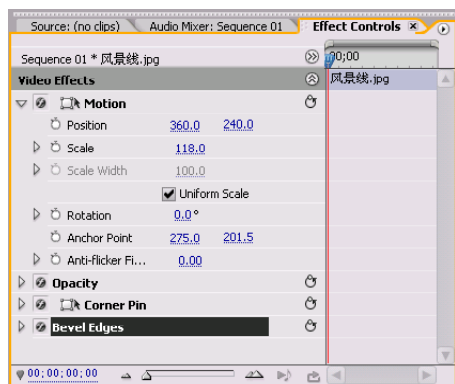 Source: (no clips) Audio Mixer: Sequence 01 Effect Controls
Sequence 01 * 风景线.jpg 00;00
Video Effects 风景线.jpg
Motion
Position 360.0 240.0
Scale 118.0
Scale Width 100.0
Uniform Scale
Rotation 0.0°
Anchor Point 275.0 201.5
Anti-flicker Fi... 0.00
Opacity
Corner Pin
Bevel Edges
00;00;00;00